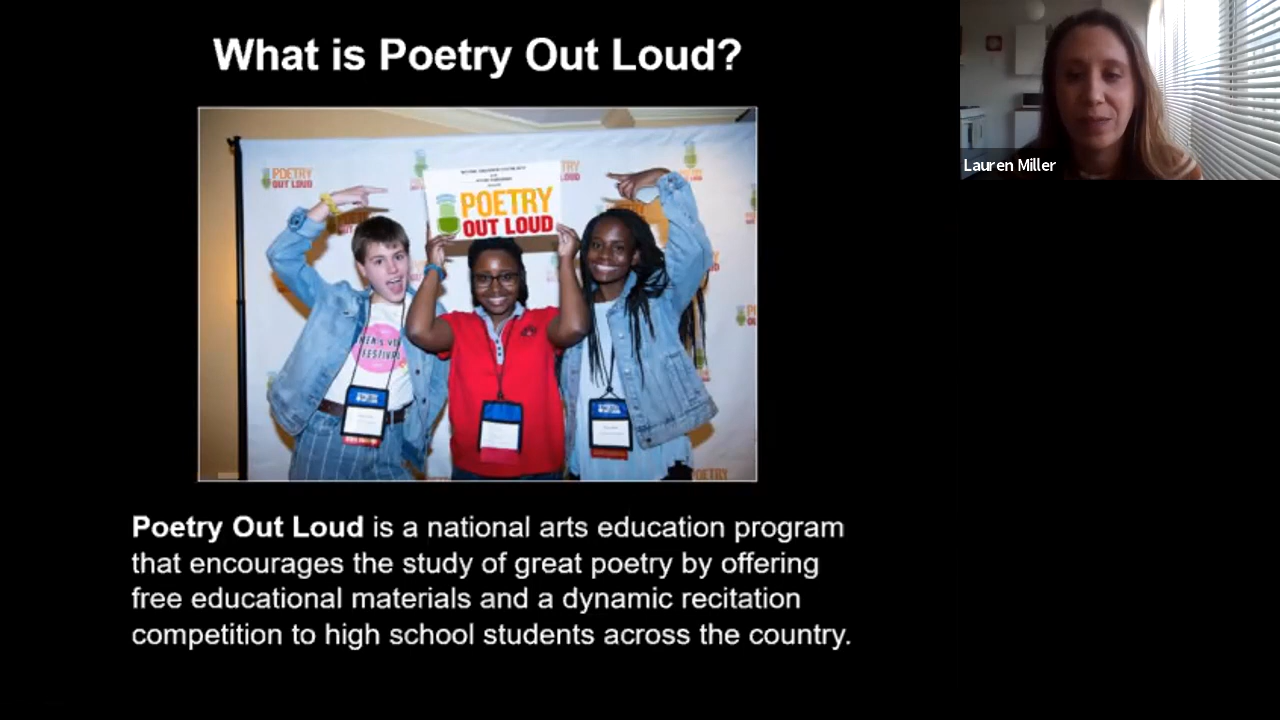 What is Poetry Out Loud?
Lauren Miller
POETRY
OUT LOUD
POETRY
OUT LOUD
FESTIVAL
Poetry Out Loud is a national arts education program
that encourages the study of great poetry by offering
free educational materials and a dynamic recitation
competition to high school students across the country.